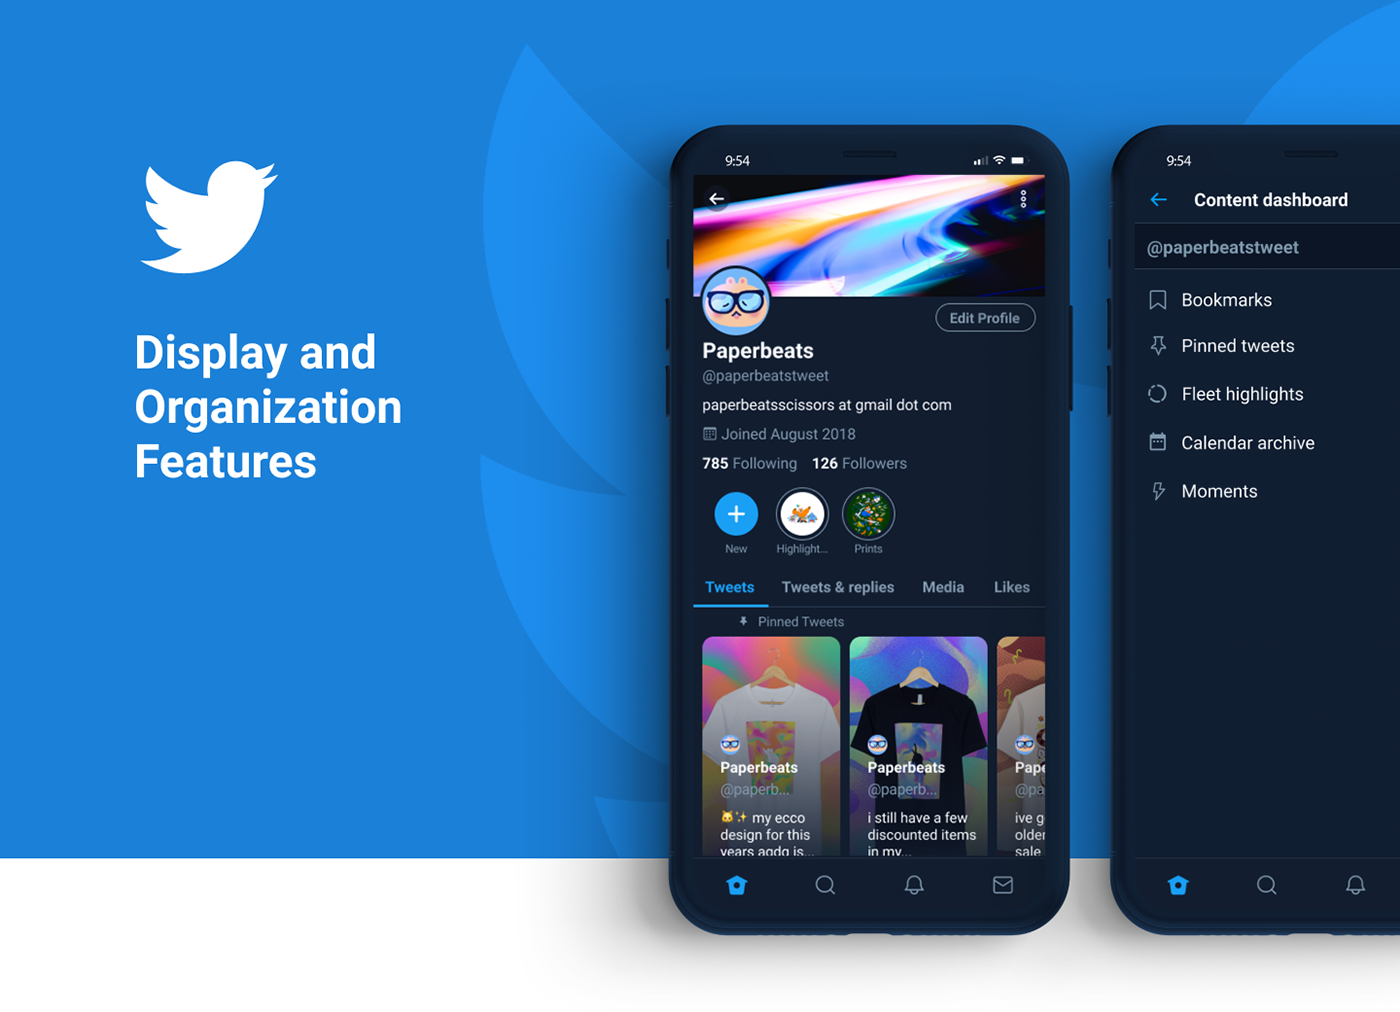 Display and
Organization
Features
9:54
Edit Profile
Paperbeats
@paperbeatstweet
paperbeatsscissors at gmail dot com
Joined August 2018
785 Following 126 Followers
New Highlight... Prints
Tweets Tweets & replies Media Likes
Pinned Tweets
Paperbeats
@paperb...
my ecco
design for this
years agdq is...
Paperbeats
@paperb...
i still have a few
discounted items
in my...
Pape
@pa
ive g
older
sale
9:54
Content dashboard
@paperbeatstweet
Bookmarks
Pinned tweets
Fleet highlights
Calendar archive
Moments